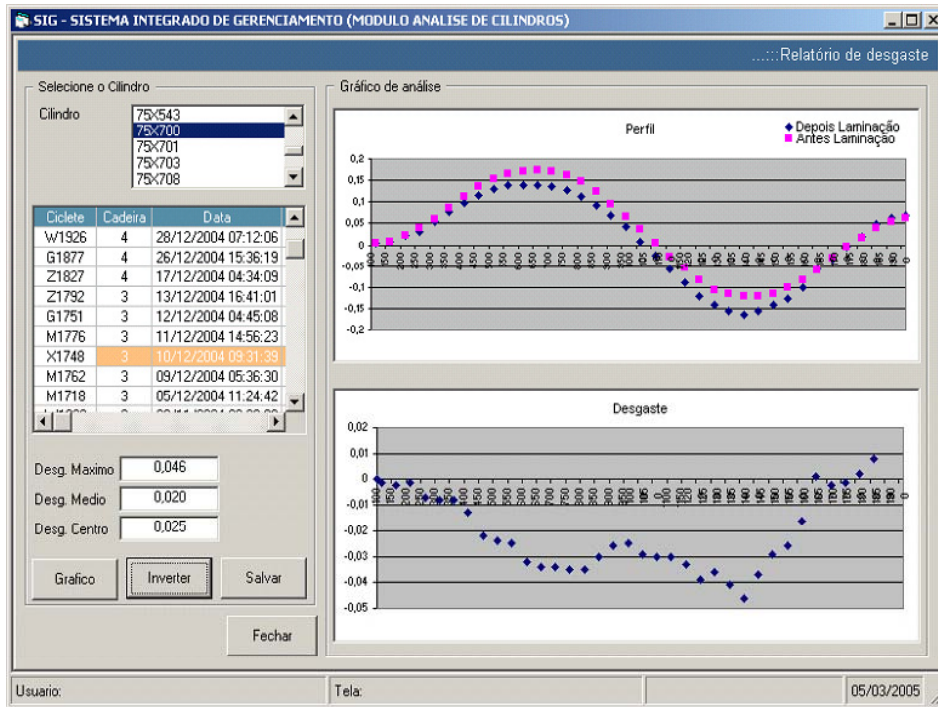 SIG - SISTEMA INTEGRADO DE GERENCIAMENTO (MODULO ANALISE DE CILINDROS)
...:::Relatório de desgaste
Selecione o Cilindro
Cilindro
75X543
75X700
75X701
75X703
75X708
Ciclete Cadeira Data
W1926 4 28/12/2004 07:12:06
G1877 4 26/12/2004 15:36:19
Z1827 4 17/12/2004 04:34:09
Z1792 3 13/12/2004 16:41:01
G1751 3 12/12/2004 04:45:08
M1776 3 11/12/2004 14:56:23
X1748 3 10/12/2004 09:31:39
M1762 3 09/12/2004 05:36:30
M1718 3 05/12/2004 11:24:42
Desg. Maximo 0,046
Desg. Medio 0,020
Desg. Centro 0,025
Grafico Inverter Salvar
Fechar
Gráfico de análise
Perfil
Depois Laminação
Antes Laminação
0,2
0,15
0,1
0,05
0
-0,05
-0,1
-0,15
-0,2
Desgaste
0,02
0,01
0
-0,01
-0,02
-0,03
-0,04
-0,05
Usuario: Tela: 05/03/2005